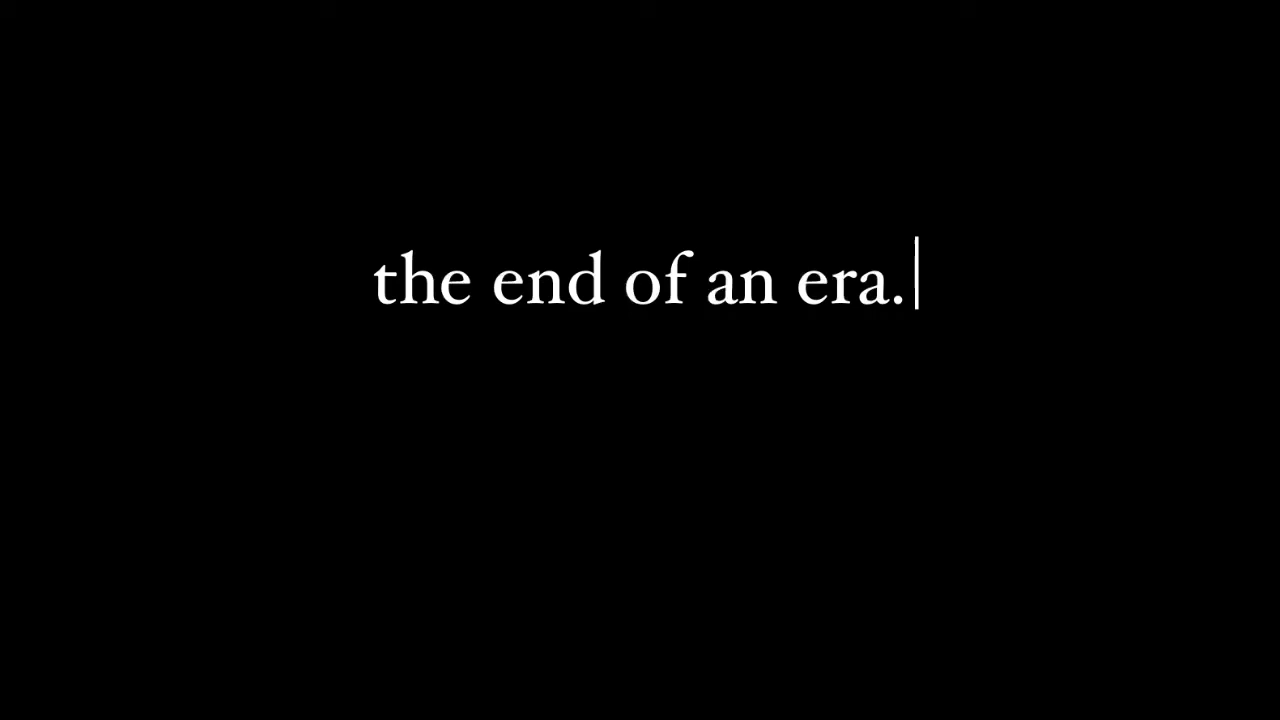 the end of an era.